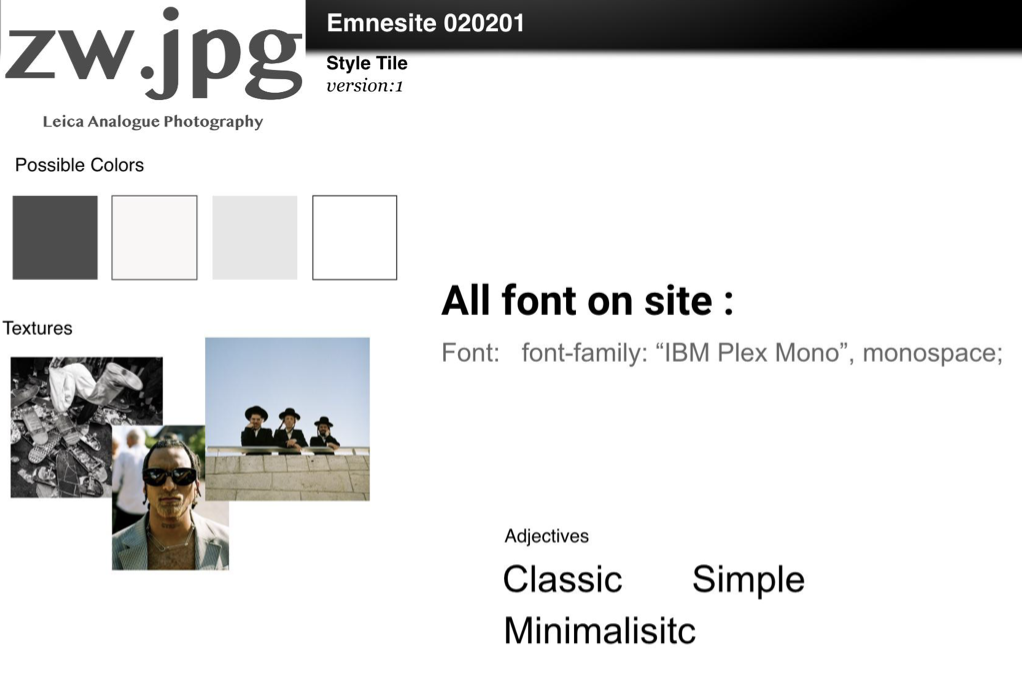 zw.jpg
Leica Analogue Photography
Emnesite 020201
Style Tile
version:1
Possible Colors
Textures
All font on site :
Font: font-family: “IBM Plex Mono”, monospace;
Adjectives
Classic Simple
Minimalisitc